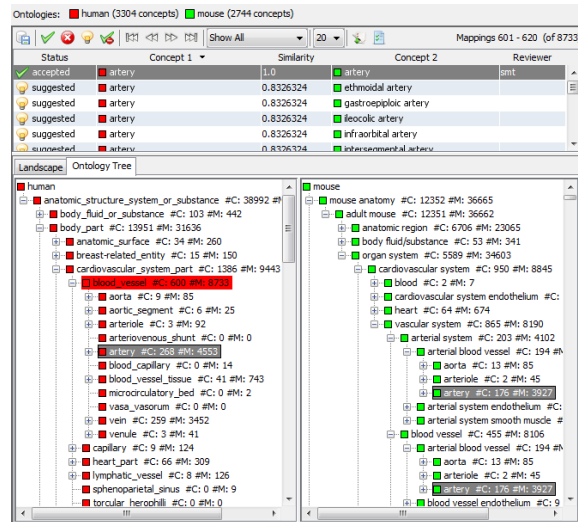 Ontologies: human (3304 concepts) mouse (2744 concepts)
Show All 20 Mappings 601 - 620 (of 8733
Status Concept 1 Similarity Concept 2 Reviewer
accepted artery 1.0 artery smt
suggested artery 0.8326324 ethmoidal artery
suggested artery 0.8326324 gastroepiploic artery
suggested artery 0.8326324 ileocolic artery
suggested artery 0.8326324 infraorbital artery
suggested artery 0.8326324 intersegmental artery
Landscape Ontology Tree
human
anatomic_structure_system_or_substance #C: 38992 #M
body_fluid_or_substance #C: 103 #M: 442
body_part #C: 13951 #M: 31636
anatomic_surface #C: 34 #M: 260
breast-related_entity #C: 15 #M: 150
cardiovascular_system_part #C: 1386 #M: 9443
blood_vessel #C: 600 #M: 8733
aorta #C: 9 #M: 85
aortic_segment #C: 6 #M: 25
arteriole #C: 3 #M: 92
arteriovenous_shunt #C: 0 #M: 0
artery #C: 268 #M: 4553
blood_capillary #C: 0 #M: 14
blood_vessel_tissue #C: 41 #M: 743
microcirculatory_bed #C: 0 #M: 2
vasa_vasorum #C: 0 #M: 0
vein #C: 259 #M: 3452
venule #C: 3 #M: 41
capillary #C: 9 #M: 124
heart_part #C: 66 #M: 309
lymphatic_vessel #C: 8 #M: 126
sphenoparietal_sinus #C: 0 #M: 9
torcular_herophilli #C: 0 #M: 0
mouse
mouse anatomy #C: 12352 #M: 36665
adult mouse #C: 12351 #M: 36662
anatomic region #C: 6706 #M: 23065
body fluid/substance #C: 53 #M: 341
organ system #C: 5589 #M: 34603
cardiovascular system #C: 950 #M: 8845
blood #C: 2 #M: 7
cardiovascular system endothelium #C:
heart #C: 64 #M: 674
vascular system #C: 865 #M: 8190
arterial system #C: 203 #M: 4102
arterial blood vessel #C: 194 #M
aorta #C: 13 #M: 85
arteriole #C: 2 #M: 45
artery #C: 176 #M: 3927
arterial system endothelium #C:
arterial system smooth muscle #
blood vessel #C: 455 #M: 8106
arterial blood vessel #C: 194 #M
aorta #C: 13 #M: 85
arteriole #C: 2 #M: 45
artery #C: 176 #M: 3927
blood vessel endothelium #C: 9